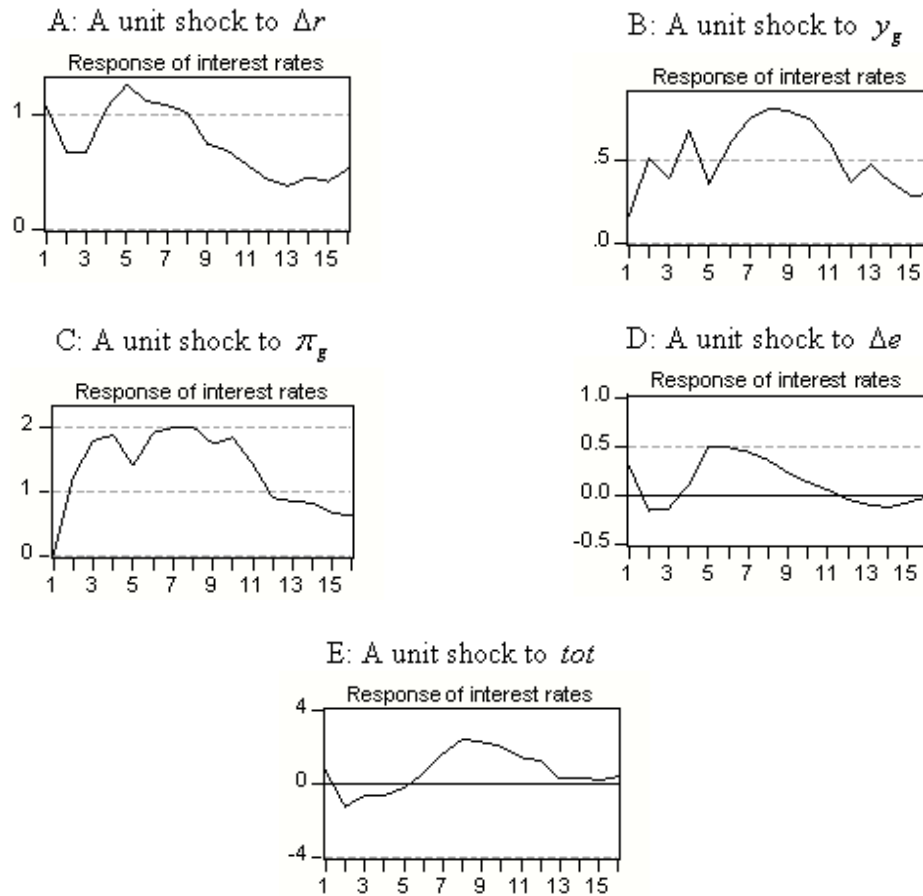 A: A unit shock to Δr
Response of interest rates
1
0
1 3 5 7 9 11 13 15
B: A unit shock to y_g
Response of interest rates
.5
.0
1 3 5 7 9 11 13 15
C: A unit shock to π_g
Response of interest rates
2
1
0
1 3 5 7 9 11 13 15
D: A unit shock to Δe
Response of interest rates
1.0
0.5
0.0
-0.5
1 3 5 7 9 11 13 15
E: A unit shock to tot
Response of interest rates
4
0
-4
1 3 5 7 9 11 13 15